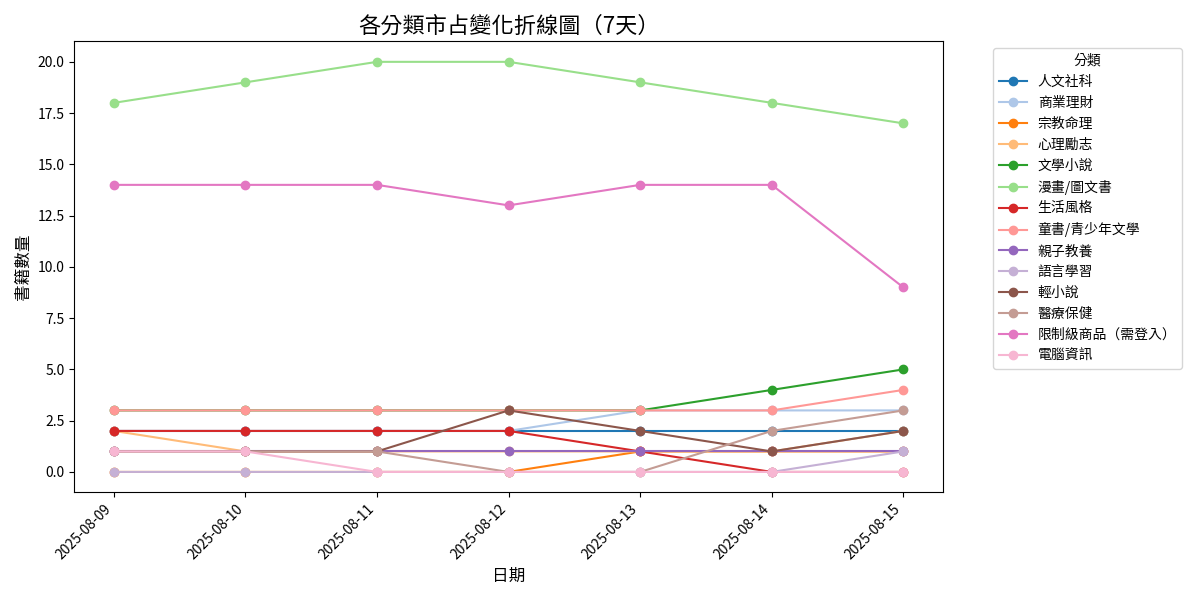 各分類市占變化折線圖（7天）
書籍數量
20.0
17.5
15.0
12.5
10.0
7.5
5.0
2.5
0.0
2025-08-09
2025-08-10
2025-08-11
2025-08-12
2025-08-13
2025-08-14
2025-08-15
日期
分類
人文社科
商業理財
宗教命理
心理勵志
文學小說
漫畫/圖文書
生活風格
童書/青少年文學
親子教養
語言學習
輕小說
醫療保健
限制級商品（需登入）
電腦資訊